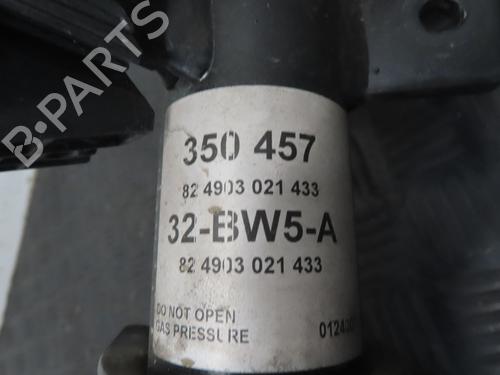 B-PARTS
350 457
82 4903 021 433
32-BW5-A
82 4903 021 433
DO NOT OPEN
GAS PRESSURE